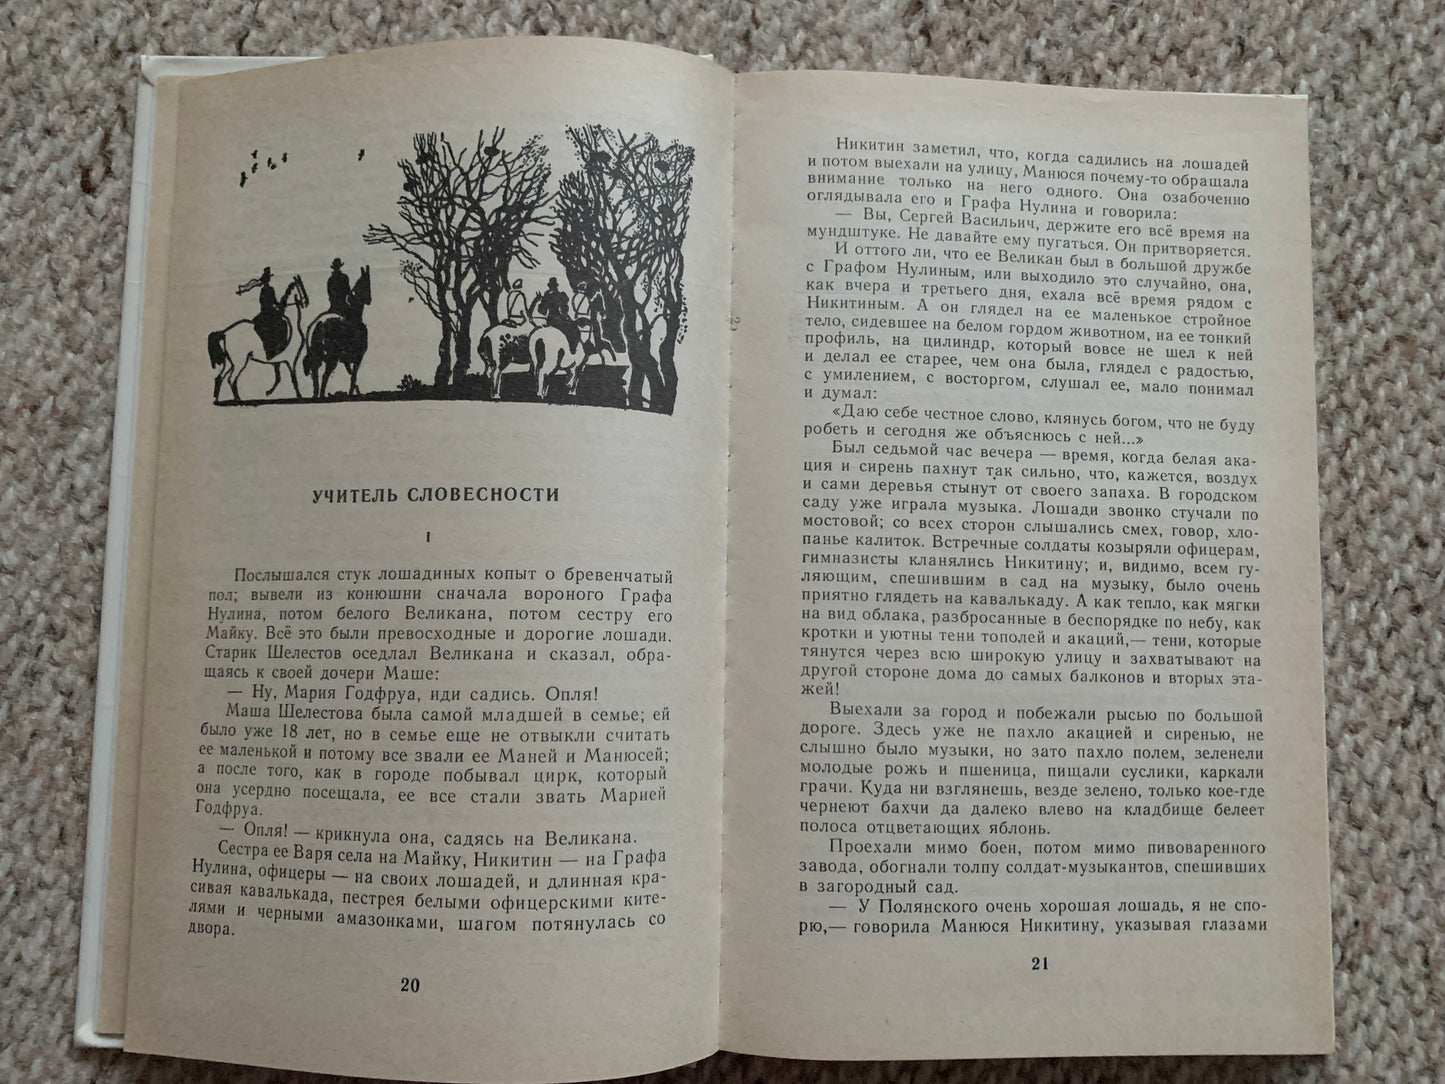 УЧИТЕЛЬ СЛОВЕСНОСТИ
I
Послышался стук лошадиных копыт о бревенчатый
пол; вывели из конюшни сначала вороного Графа
Нулина, потом белого Великана, потом сестру его
Майку. Всё это были превосходные и дорогие лошади.
Старик Шелестов оседлал Великана и сказал, обра-
щаясь к своей дочери Маше:
— Ну, Мария Годфруа, иди садись. Опля!
Маша Шелестова была самой младшей в семье; ей
было уже 18 лет, но в семье еще не отвыкли считать
ее маленькой и потому все звали ее Маней и Манюсей;
а после того, как в городе побывал цирк, который
она усердно посещала, ее все стали звать Марией
Годфруа.
— Опля! — крикнула она, садясь на Великана.
Сестра ее Варя села на Майку, Никитин — на Графа
Нулина, офицеры — на своих лошадей, и длинная кра-
сивая кавалькада, пестрея белыми офицерскими ките-
лями и черными амазонками, шагом потянулась со
двора.
20
Никитин заметил, что, когда садились на лошадей
и потом выехали на улицу, Манюся почему-то обращала
внимание только на него одного. Она озабоченно
оглядывала его и Графа Нулина и говорила:
— Вы, Сергей Васильич, держите его всё время на
мундштуке. Не давайте ему пугаться. Он притворяется.
И оттого ли, что ее Великан был в большой дружбе
с Графом Нулиным, или выходило это случайно, она,
как вчера и третьего дня, ехала всё время рядом с
Никитиным. А он глядел на ее маленькое стройное
тело, сидевшее на белом гордом животном, на ее тонкий
профиль, на цилиндр, который вовсе не шел к ней
и делал ее старее, чем она была, глядел с радостью,
с умилением, с восторгом, слушал ее, мало понимал
и думал:
«Даю себе честное слово, клянусь богом, что не буду
робеть и сегодня же объяснюсь с ней...»
Был седьмой час вечера — время, когда белая ака-
ция и сирень пахнут так сильно, что, кажется, воздух
и сами деревья стынут от своего запаха. В городском
саду уже играла музыка. Лошади звонко стучали по
мостовой; со всех сторон слышались смех, говор, хло-
панье калиток. Встречные солдаты козыряли офицерам,
гимназисты кланялись Никитину; и, видимо, всем гу-
ляющим, спешившим в сад на музыку, было очень
приятно глядеть на кавалькаду. А как тепло, как мягки
на вид облака, разбросанные в беспорядке по небу, как
кротки и уютны тени тополей и акаций,— тени, которые
тянутся через всю широкую улицу и захватывают на
другой стороне дома до самых балконов и вторых эта-
жей!
Выехали за город и побежали рысью по большой
дороге. Здесь уже не пахло акацией и сиренью, не
слышно было музыки, но зато пахло полем, зеленели
молодые рожь и пшеница, пищали суслики, каркали
грачи. Куда ни взглянешь, везде зелено, только кое-где
чернеют бахчи да далеко влево на кладбище белеет
полоса отцветающих яблонь.
Проехали мимо боен, потом мимо пивоваренного
завода, обогнали толпу солдат-музыкантов, спешивших
в загородный сад.
— У Полянского очень хорошая лошадь, я не спо-
рю,— говорила Манюся Никитину, указывая глазами
21